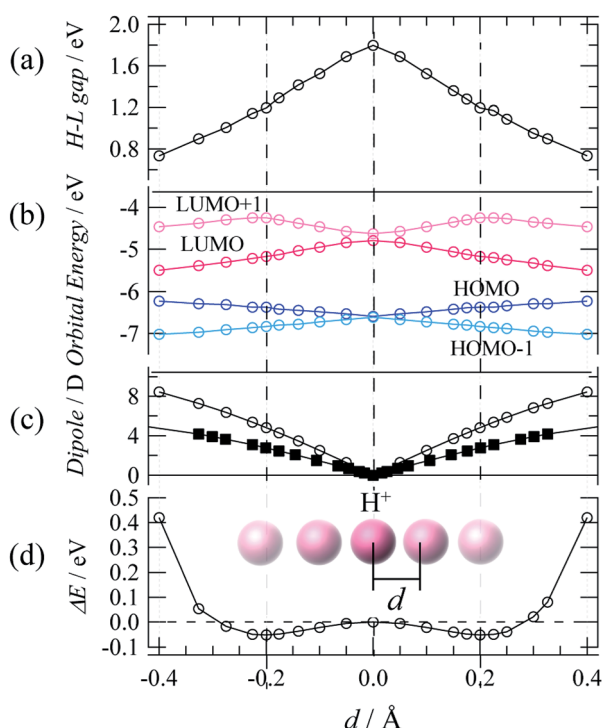 (a)
H-L gap / eV
2.0
1.6
1.2
0.8
(b)
Orbital Energy / eV
-4
-5
-6
-7
LUMO+1
LUMO
HOMO
HOMO-1
(c)
Dipole / D
8
4
0
(d)
ΔE / eV
0.5
0.4
0.3
0.2
0.1
0.0
-0.1
H+
d
-0.4
-0.2
0.0
0.2
0.4
d / Å